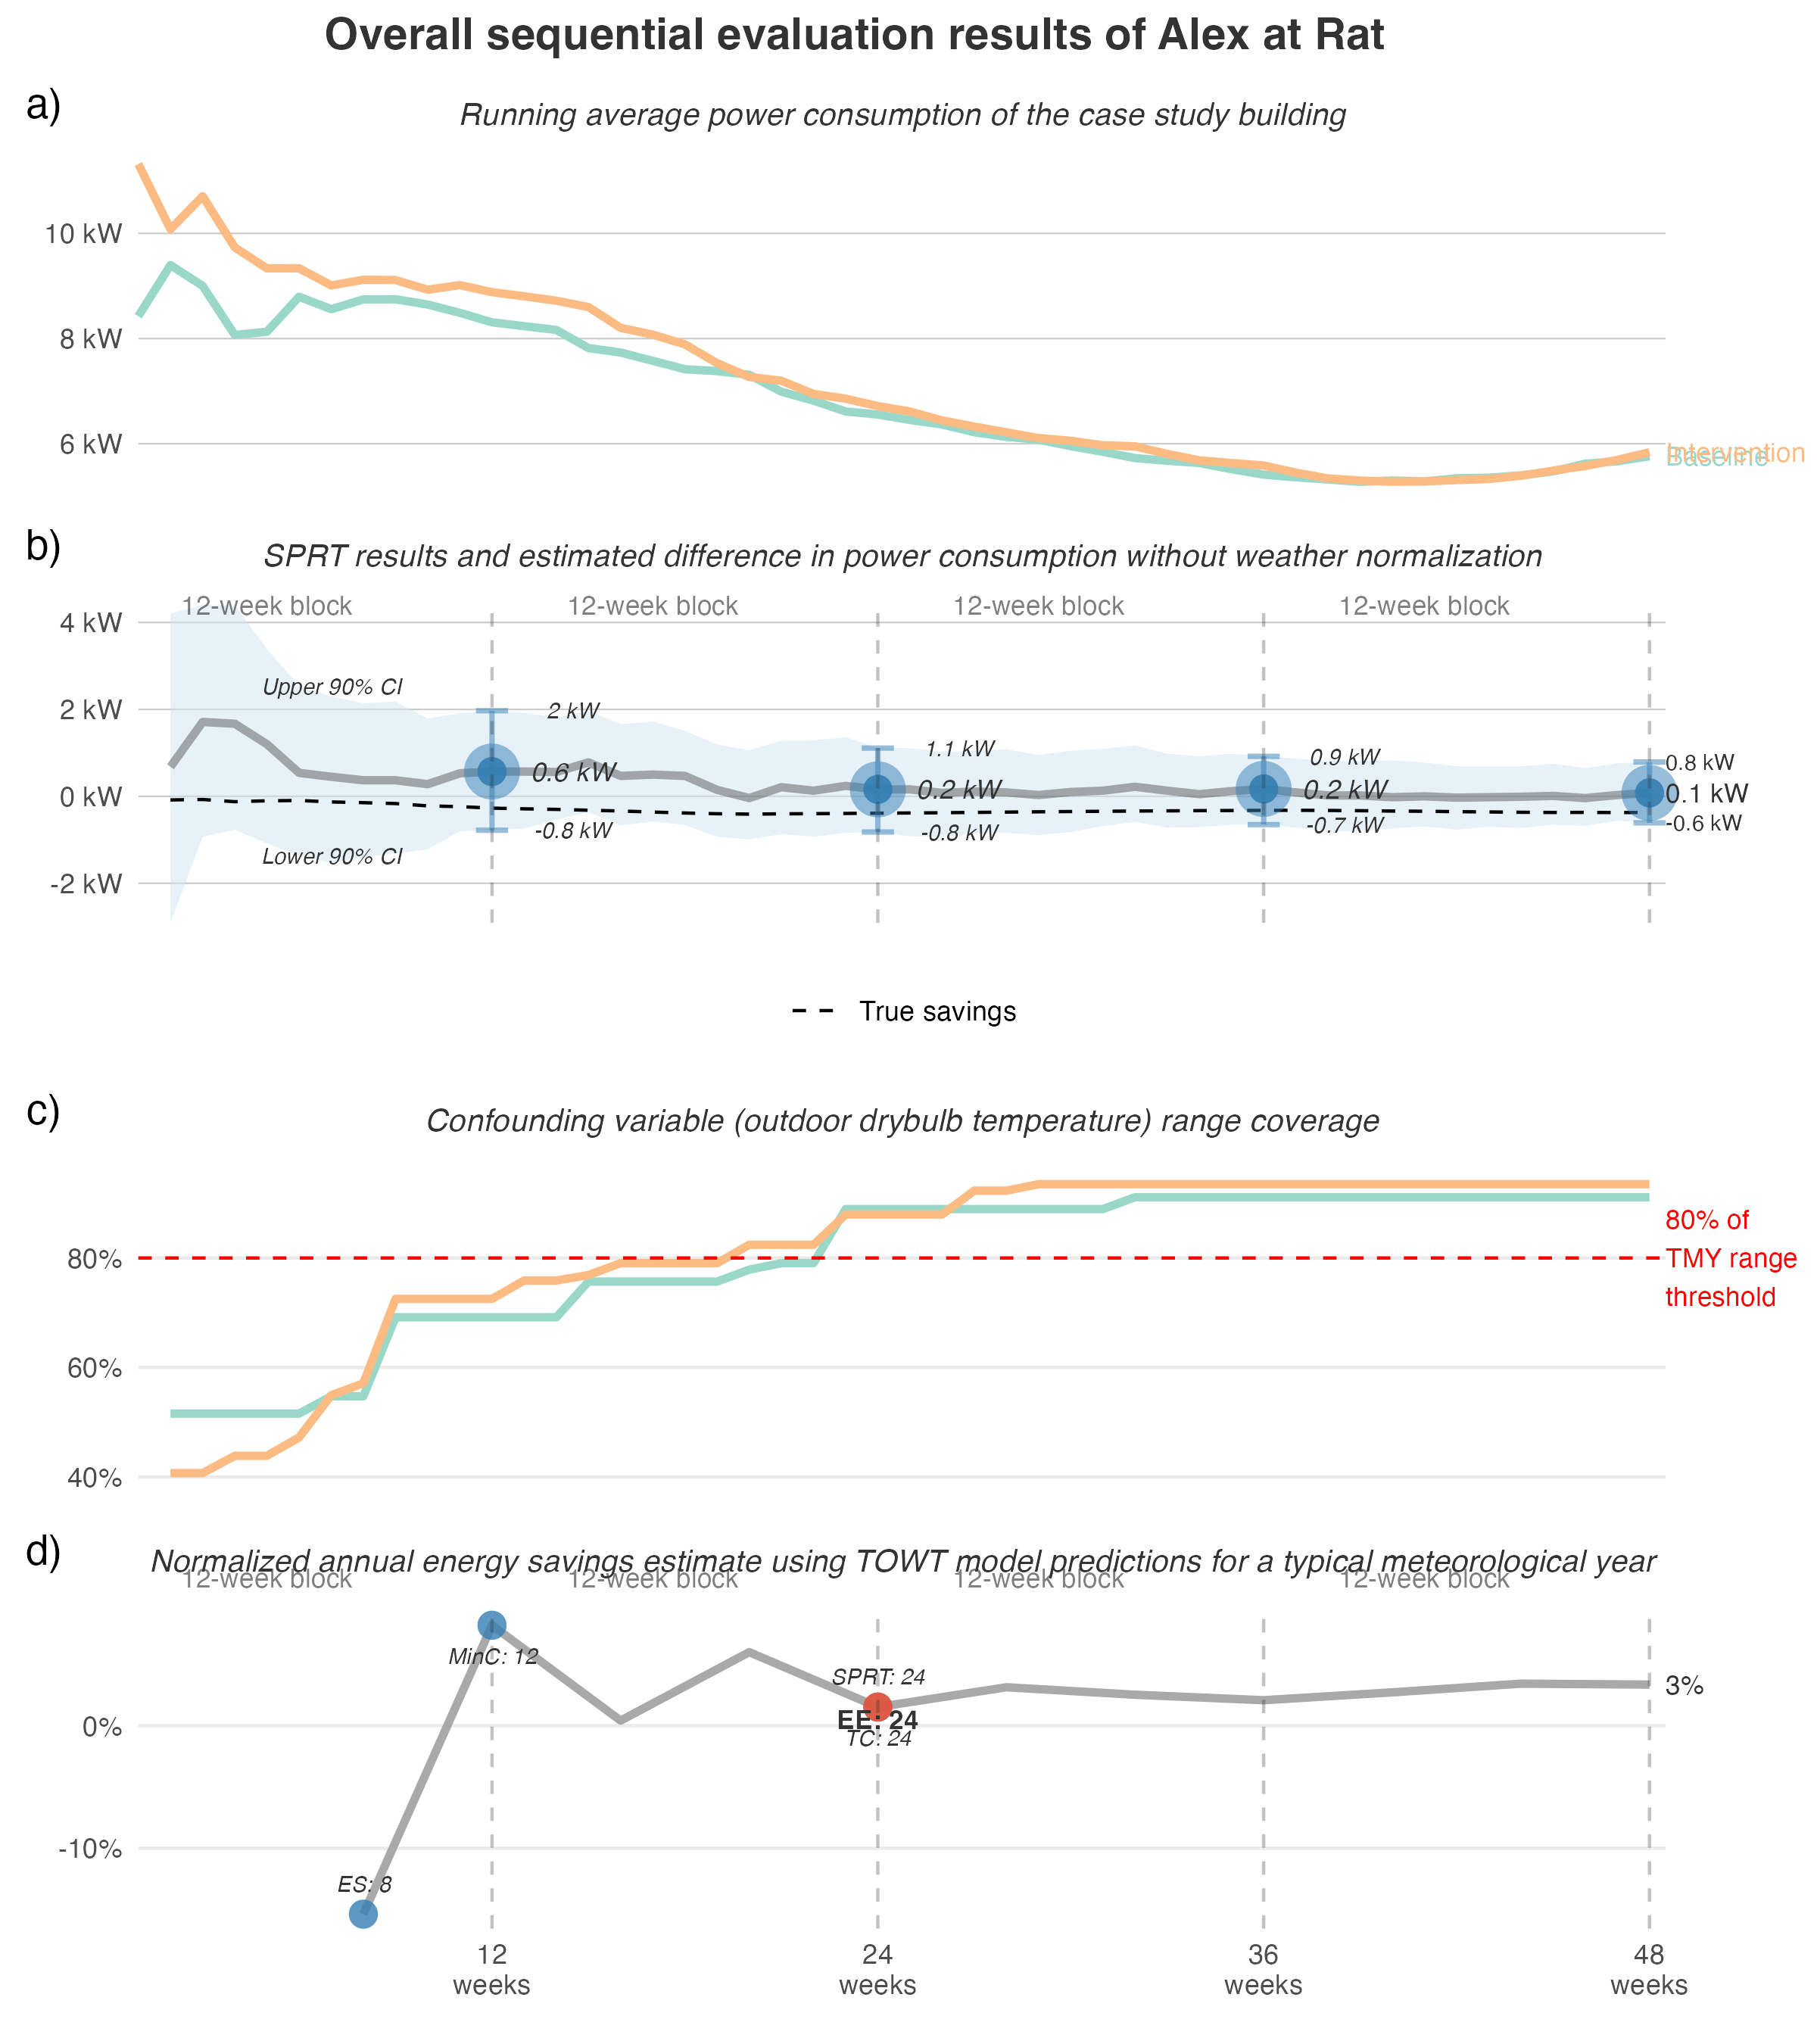 Overall sequential evaluation results of Alex at Rat
a)
Running average power consumption of the case study building
10 kW
8 kW
6 kW
Intervention
Baseline
b)
SPRT results and estimated difference in power consumption without weather normalization
12-week block 12-week block 12-week block 12-week block
4 kW
2 kW
0 kW
-2 kW
Upper 90% CI
Lower 90% CI
2 kW
0.6 kW
-0.8 kW
1.1 kW
0.2 kW
-0.8 kW
0.9 kW
0.2 kW
-0.7 kW
0.8 kW
0.1 kW
-0.6 kW
True savings
c)
Confounding variable (outdoor drybulb temperature) range coverage
80%
60%
40%
80% of
TMY range
threshold
d)
Normalized annual energy savings estimate using TOWT model predictions for a typical meteorological year
12-week block 12-week block 12-week block 12-week block
0%
-10%
ES: 8
MinC: 12
SPRT: 24
EE: 24
TC: 24
3%
12 weeks
24 weeks
36 weeks
48 weeks